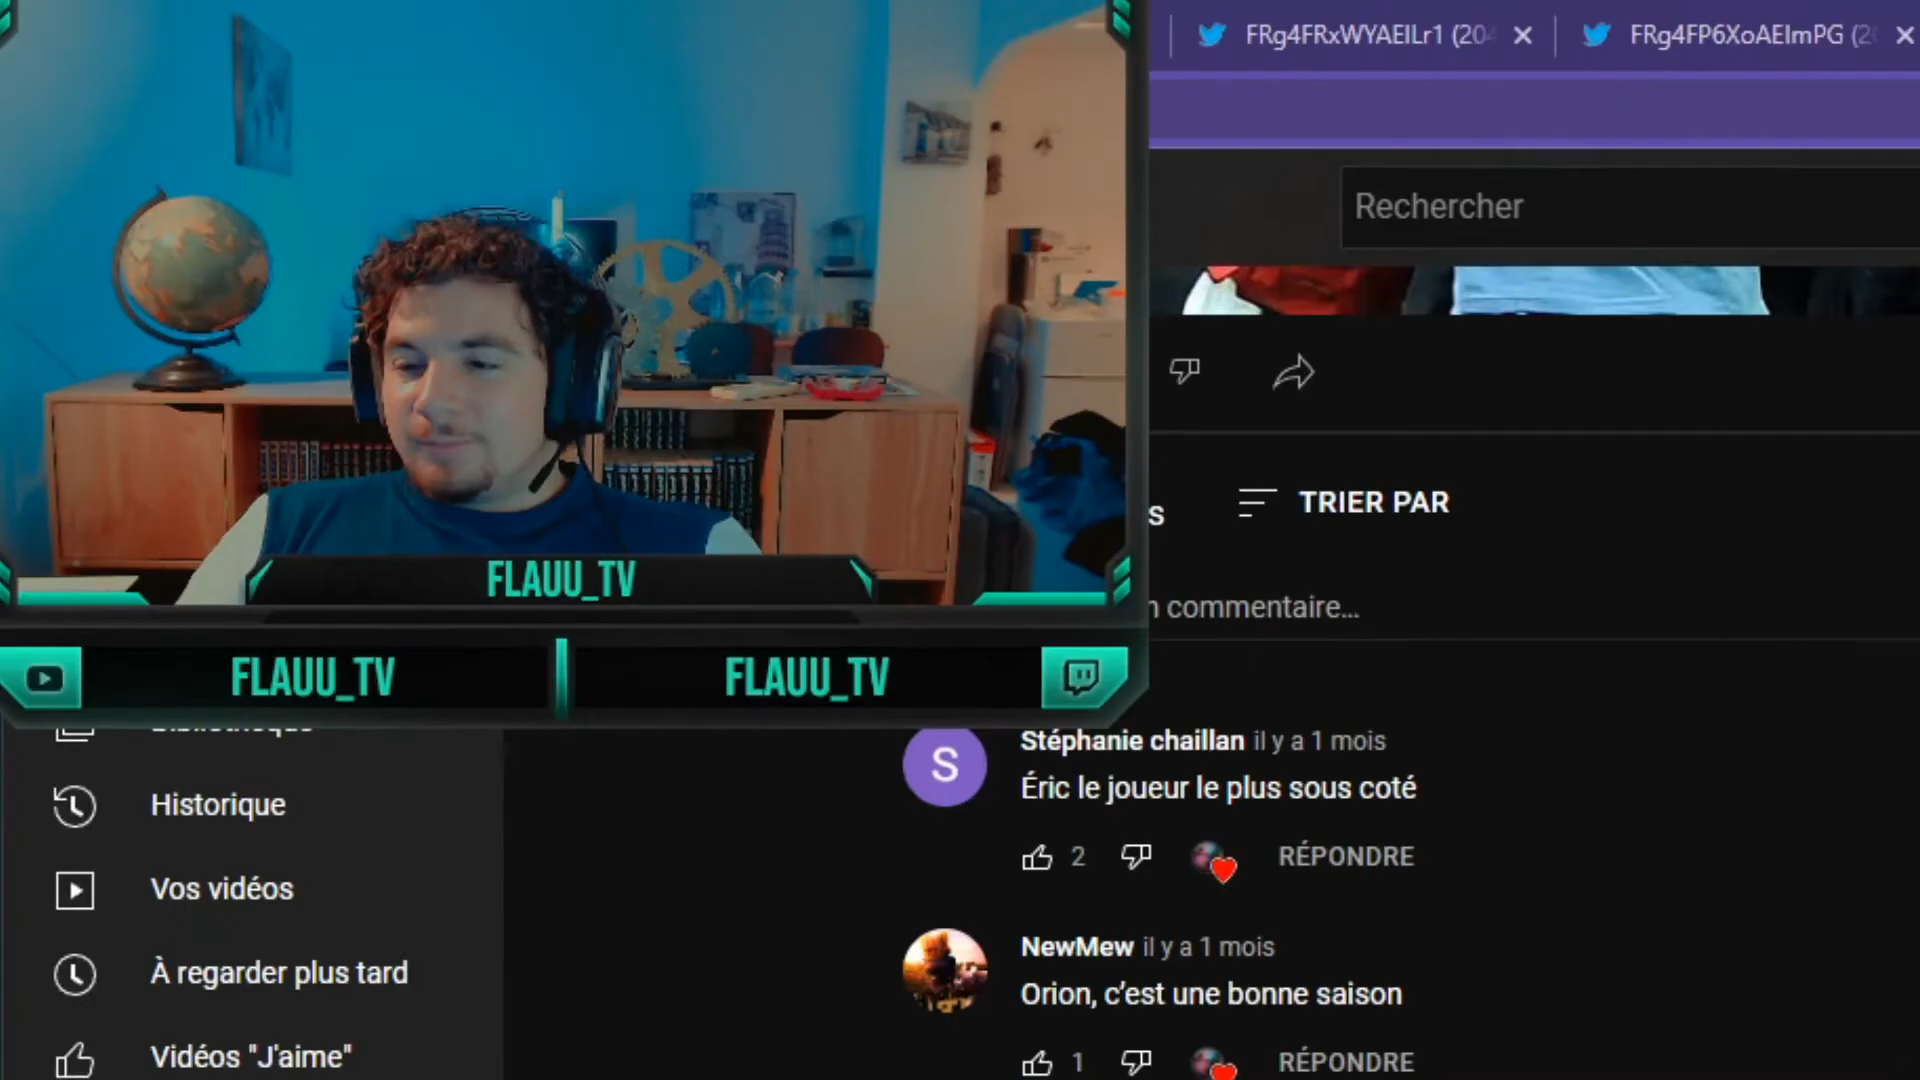 FRg4FRxWYAEILr1 (204
FRg4FP6XoAEImPG (2
Rechercher
s
TRIER PAR
n commentaire...
FLAUU_TV
FLAUU_TV
FLAUU_TV
Bibliothèque
Historique
Vos vidéos
À regarder plus tard
Vidéos "J'aime"
S
Stéphanie chaillan il y a 1 mois
Éric le joueur le plus sous coté
2
RÉPONDRE
NewMew il y a 1 mois
Orion, c'est une bonne saison
1
RÉPONDRE